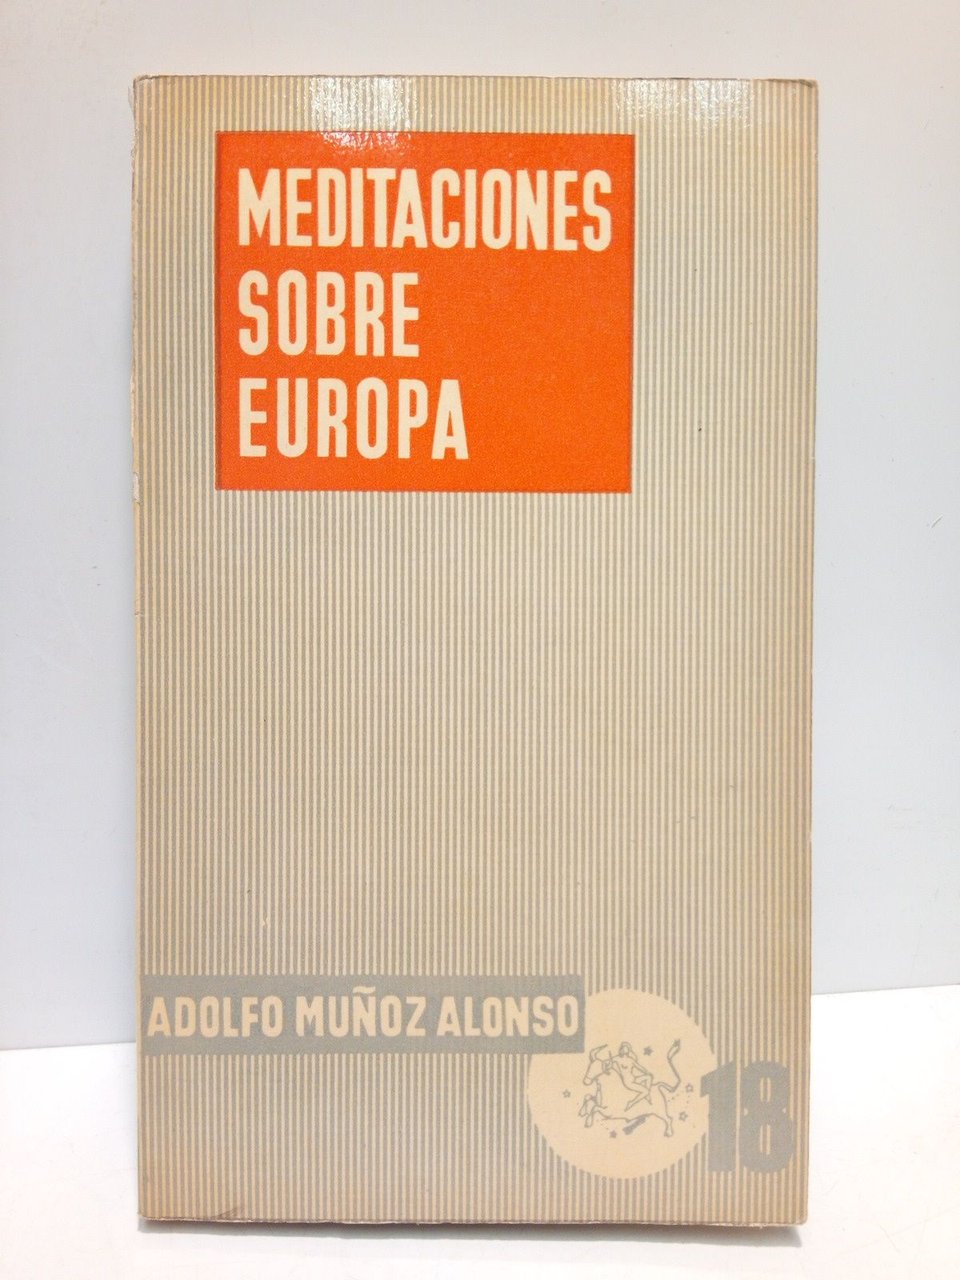 MEDITACIONES
SOBRE
EUROPA
ADOLFO MUÑOZ ALONSO
18